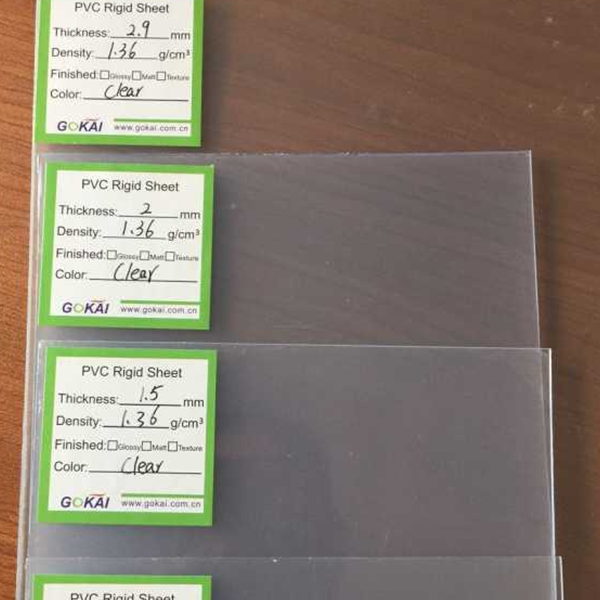 PVC Rigid Sheet
Thickness: 2.9 mm
Density: 1.36 g/cm³
Finished: Glossy Matt Texture
Color: Clear
GOKAI www.gokai.com.cn
PVC Rigid Sheet
Thickness: 2 mm
Density: 1.36 g/cm³
Finished: Glossy Matt Texture
Color: Clear
GOKAI www.gokai.com.cn
PVC Rigid Sheet
Thickness: 1.5 mm
Density: 1.36 g/cm³
Finished: Glossy Matt Texture
Color: Clear
GOKAI www.gokai.com.cn
PVC Rigid Sheet